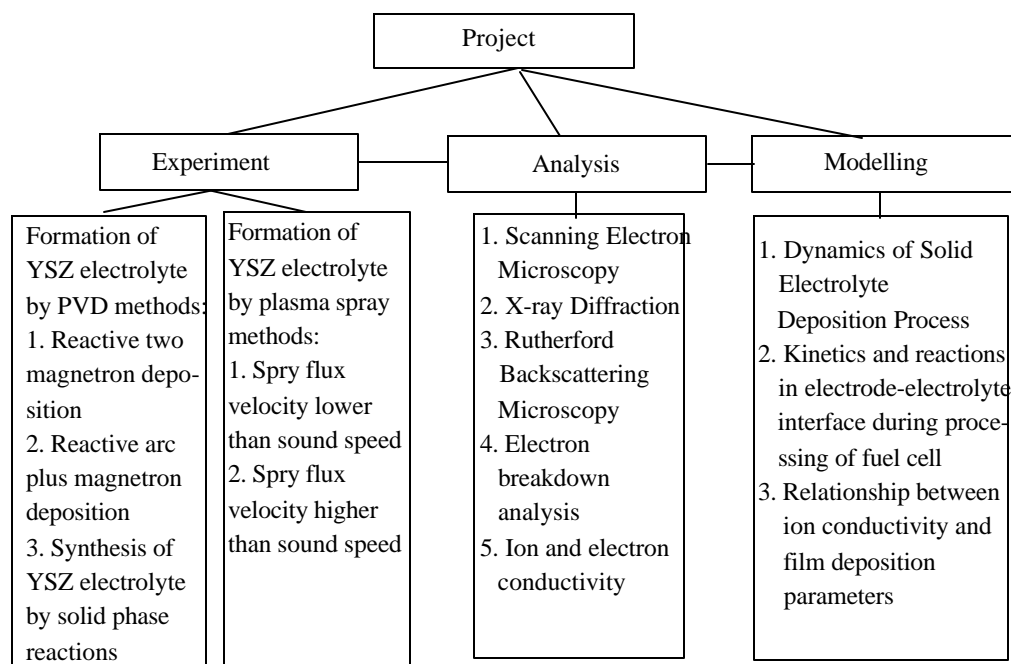 Project
Experiment
Analysis
Modelling
Formation of
YSZ electrolyte
by PVD methods:
1. Reactive two
magnetron depo-
sition
2. Reactive arc
plus magnetron
deposition
3. Synthesis of
YSZ electrolyte
by solid phase
reactions
Formation of
YSZ electrolyte
by plasma spray
methods:
1. Spry flux
velocity lower
than sound speed
2. Spry flux
velocity higher
than sound speed
1. Scanning Electron
Microscopy
2. X-ray Diffraction
3. Rutherford
Backscattering
Microscopy
4. Electron
breakdown
analysis
5. Ion and electron
conductivity
1. Dynamics of Solid
Electrolyte
Deposition Process
2. Kinetics and reactions
in electrode-electrolyte
interface during proce-
ssing of fuel cell
3. Relationship between
ion conductivity and
film deposition
parameters